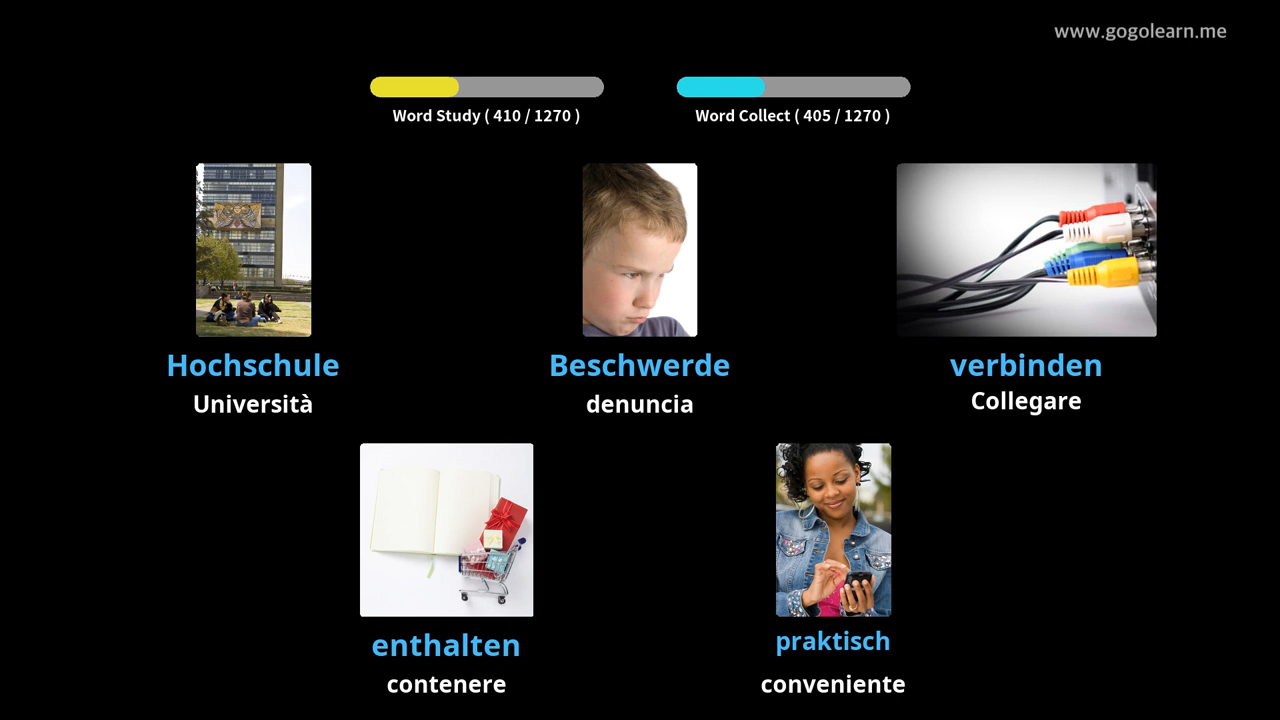 www.gogolearn.me
Word Study ( 410 / 1270 )
Word Collect ( 405 / 1270 )
Hochschule
Università
Beschwerde
denuncia
verbinden
Collegare
enthalten
contenere
praktisch
conveniente